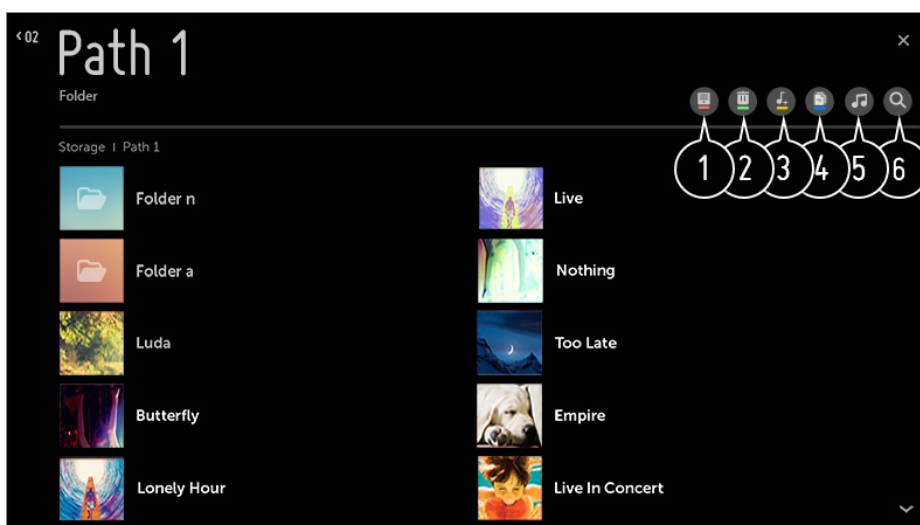 <02
Path 1
×
Folder
1 2 3 4 5 6
Storage | Path 1
Folder n
Live
Folder a
Nothing
Luda
Too Late
Butterfly
Empire
Lonely Hour
Live In Concert